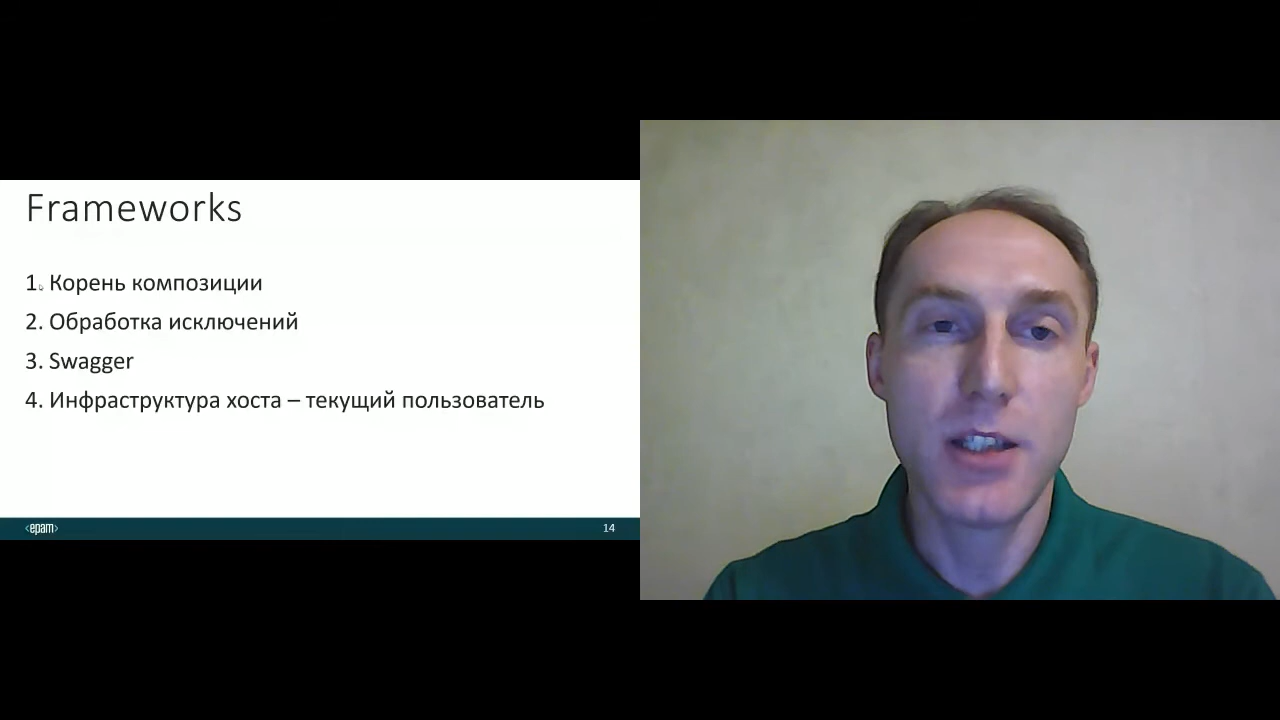 Frameworks
1. Корень композиции
2. Обработка исключений
3. Swagger
4. Инфраструктура хоста – текущий пользователь
<epam> 14